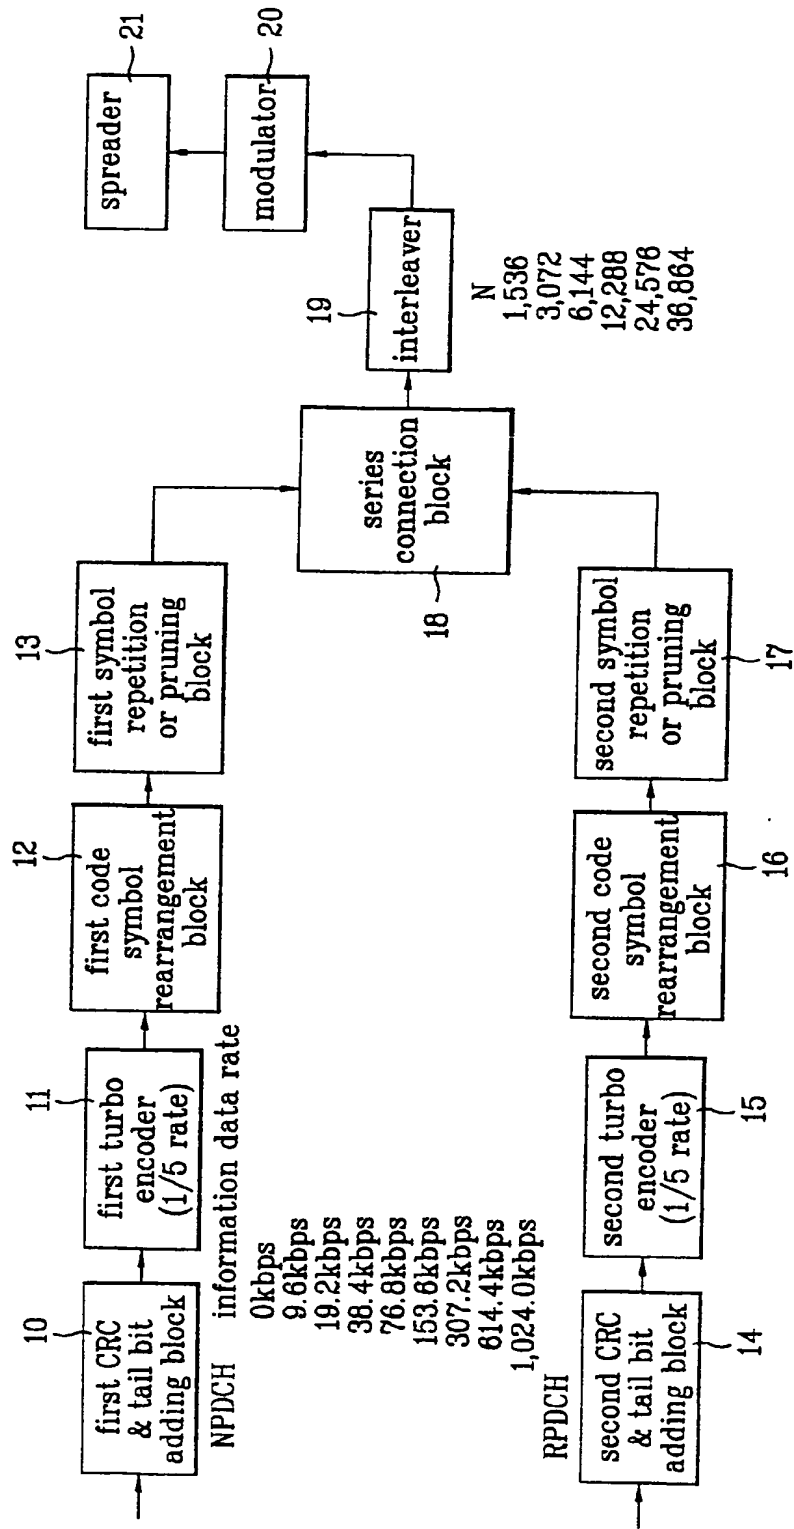 10
first CRC
& tail bit
adding block
NPDCH
11
first turbo
encoder
(1/5 rate)
information data rate
0kbps
9.6kbps
19.2kbps
38.4kbps
76.8kbps
153.6kbps
307.2kbps
614.4kbps
1,024.0kbps
12
first code
symbol
rearrangement
block
13
first symbol
repetition
or pruning
block
RPDCH
second CRC
& tail bit
adding block
14
second turbo
encoder
(1/5 rate)
15
second code
symbol
rearrangement
block
16
second symbol
repetition
or pruning
block
17
series
connection
block
18
19
interleaver
N
1,536
3,072
6,144
12,288
24,576
36,864
modulator
20
spreader
21